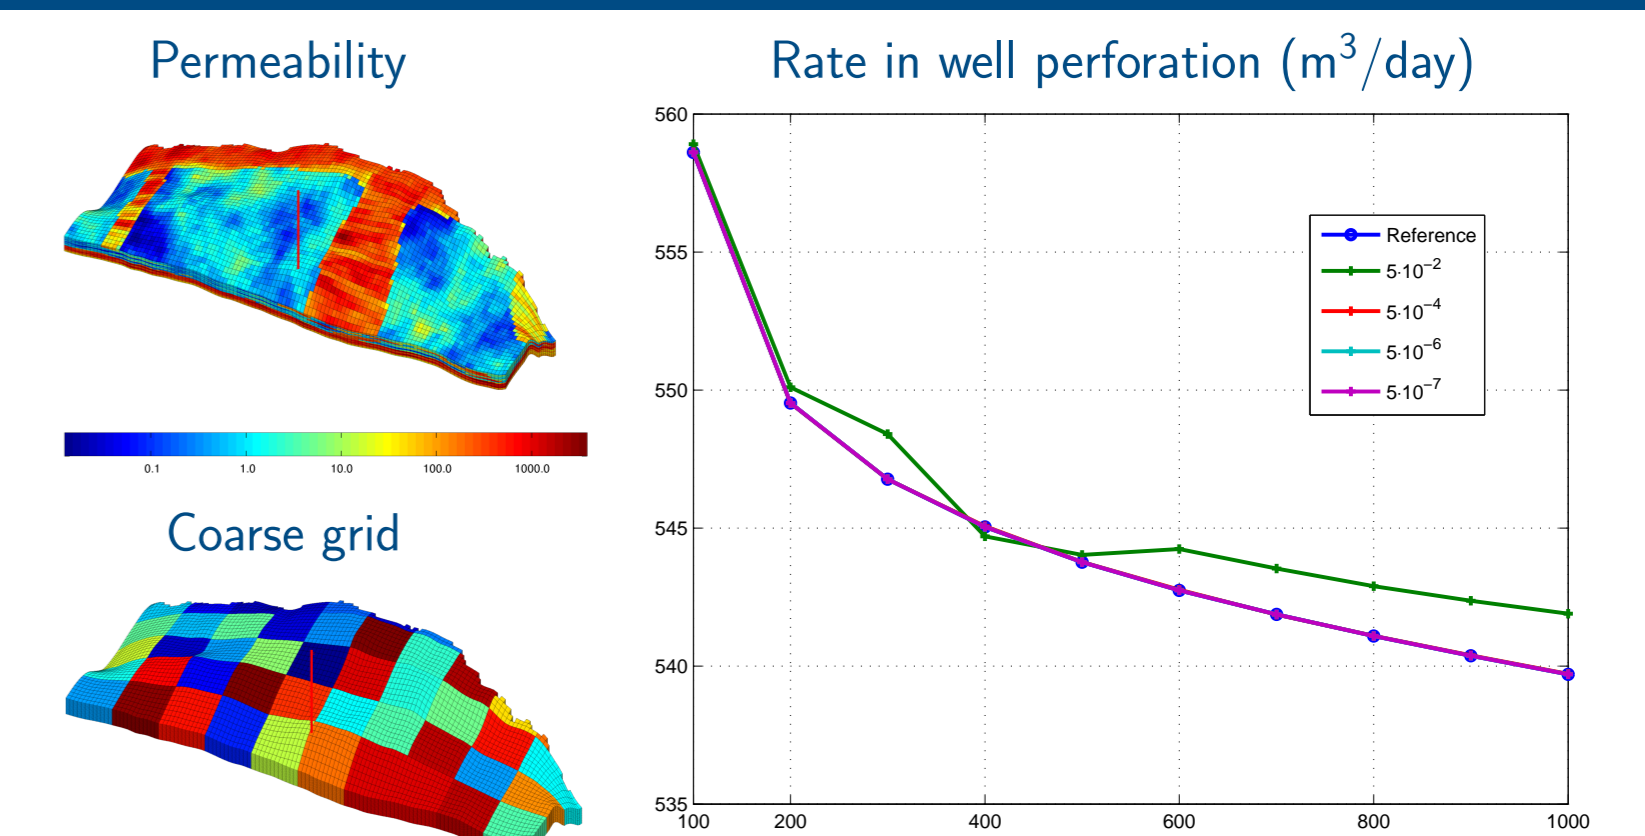 Permeability
0.1 1.0 10.0 100.0 1000.0
Coarse grid
Rate in well perforation (m³/day)
560
555
550
545
540
535
100 200 400 600 800 1000
Reference
5·10⁻²
5·10⁻⁴
5·10⁻⁶
5·10⁻⁷